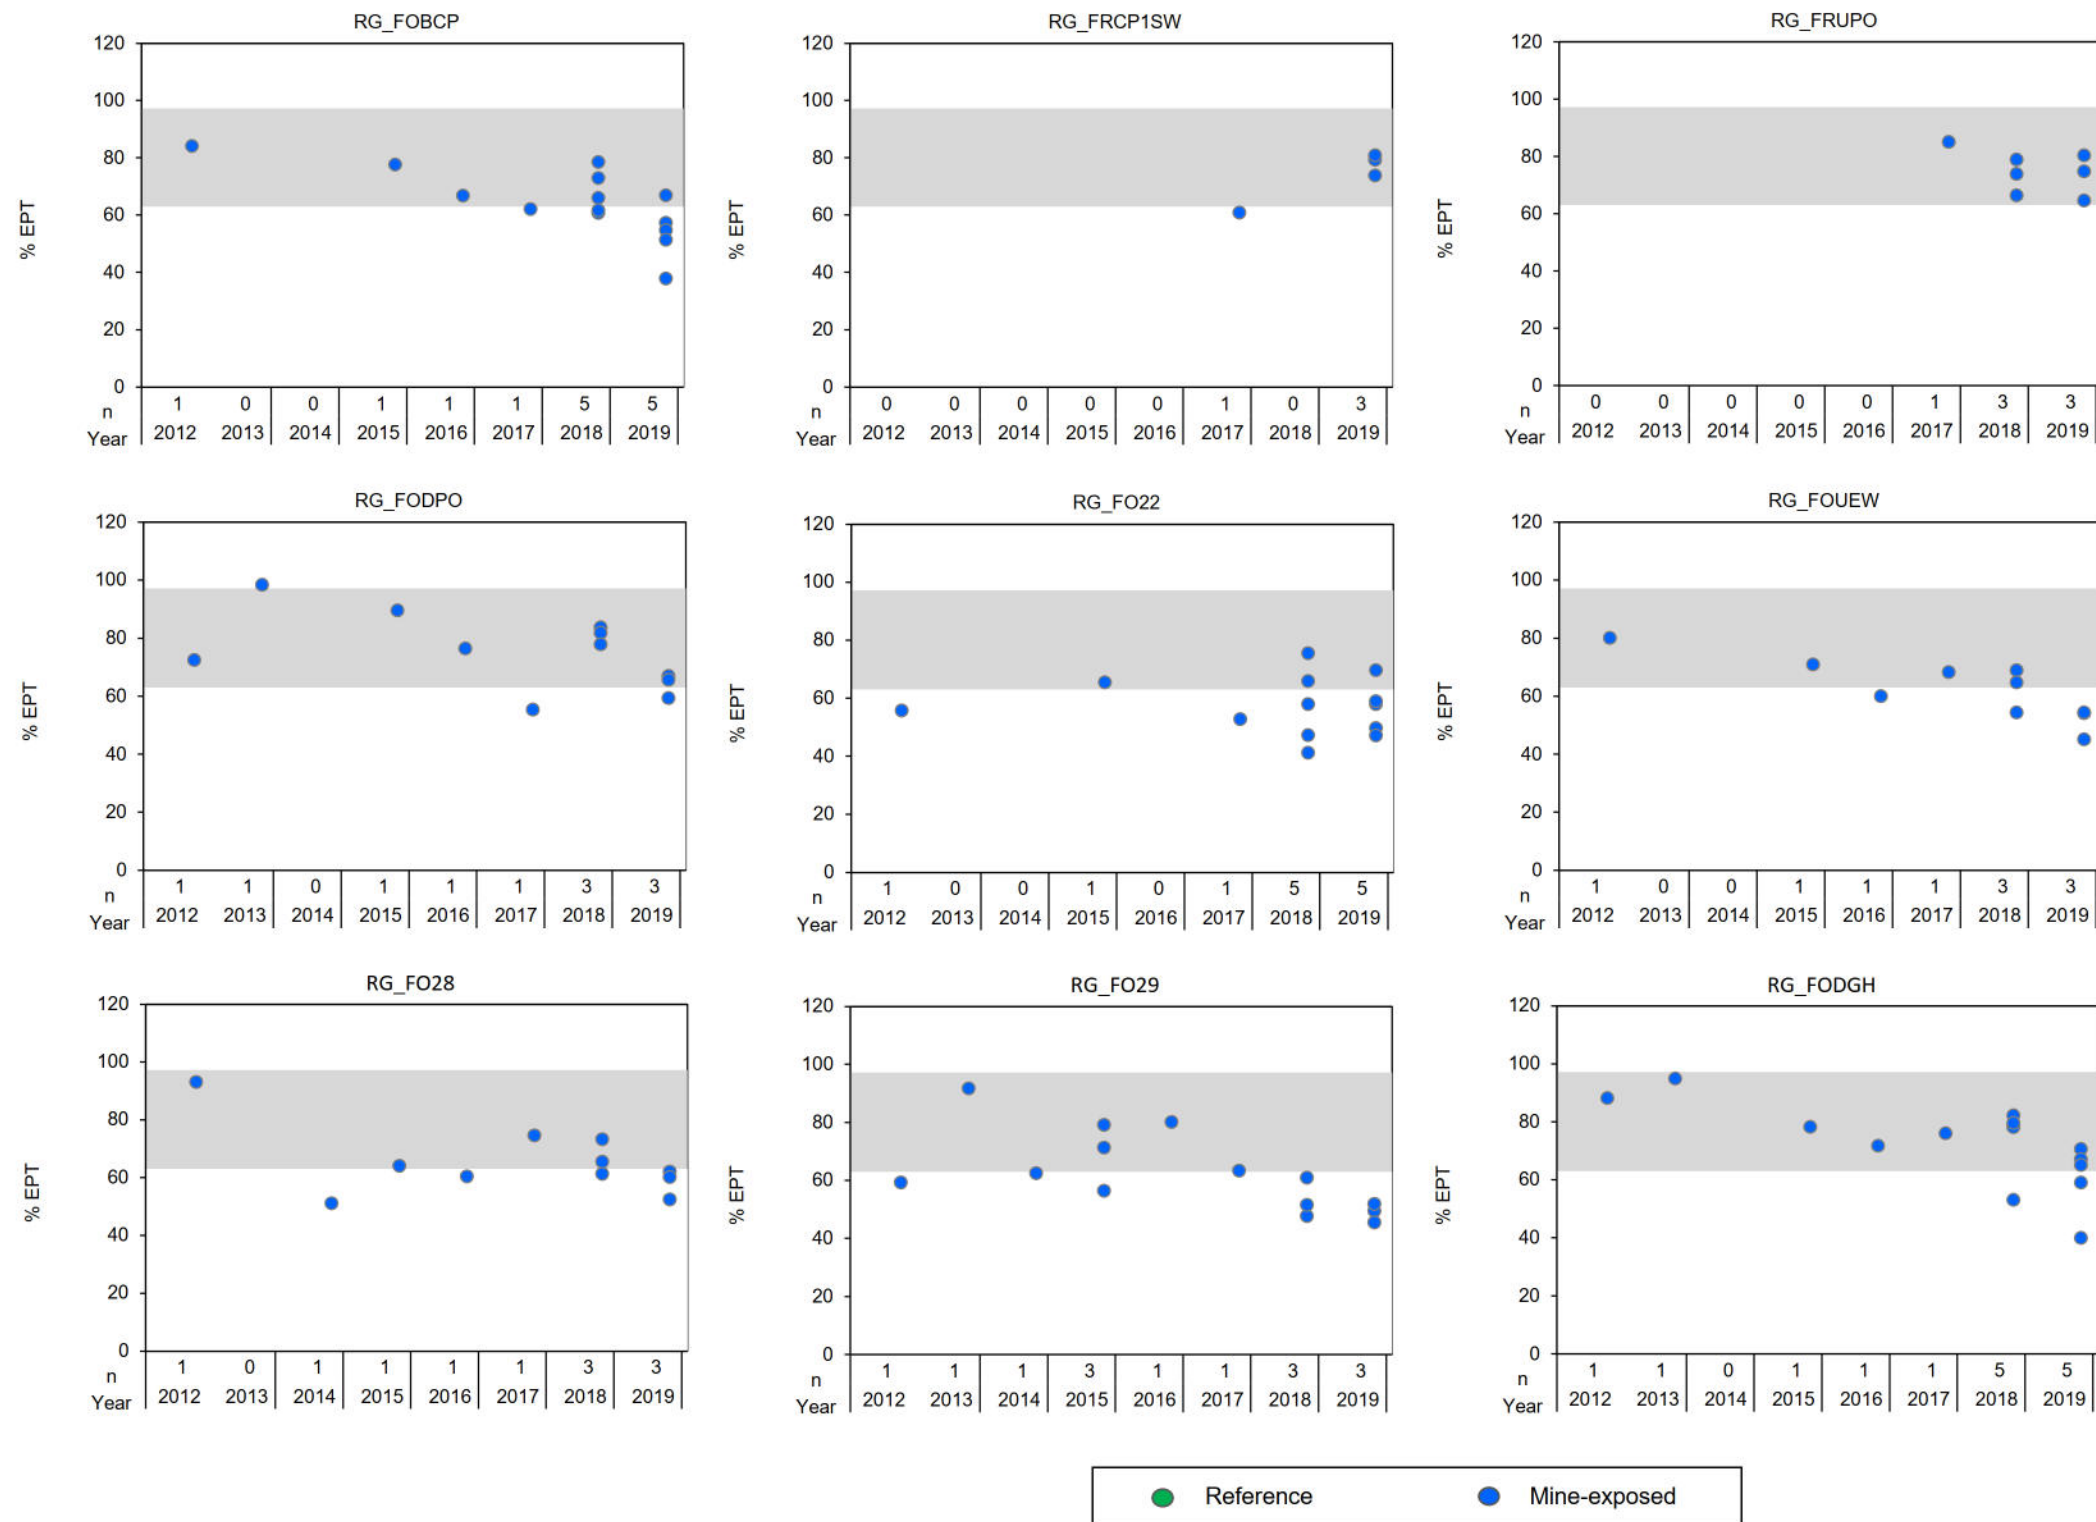 RG_FOBCP
120
100
80
60
40
20
0
% EPT
n 1 0 0 1 1 1 5 5
Year 2012 2013 2014 2015 2016 2017 2018 2019
RG_FRCP1SW
120
100
80
60
40
20
0
% EPT
n 0 0 0 0 0 1 0 3
Year 2012 2013 2014 2015 2016 2017 2018 2019
RG_FRUPO
120
100
80
60
40
20
0
% EPT
n 0 0 0 0 0 1 3 3
Year 2012 2013 2014 2015 2016 2017 2018 2019
RG_FODPO
120
100
80
60
40
20
0
% EPT
n 1 1 0 1 1 1 3 3
Year 2012 2013 2014 2015 2016 2017 2018 2019
RG_FO22
120
100
80
60
40
20
0
% EPT
n 1 0 0 1 0 1 5 5
Year 2012 2013 2014 2015 2016 2017 2018 2019
RG_FOUEW
120
100
80
60
40
20
0
% EPT
n 1 0 0 1 1 1 3 3
Year 2012 2013 2014 2015 2016 2017 2018 2019
RG_FO28
120
100
80
60
40
20
0
% EPT
n 1 0 1 1 1 1 3 3
Year 2012 2013 2014 2015 2016 2017 2018 2019
RG_FO29
120
100
80
60
40
20
0
% EPT
n 1 1 1 3 1 1 3 3
Year 2012 2013 2014 2015 2016 2017 2018 2019
RG_FODGH
120
100
80
60
40
20
0
% EPT
n 1 1 0 1 1 1 5 5
Year 2012 2013 2014 2015 2016 2017 2018 2019
Reference Mine-exposed